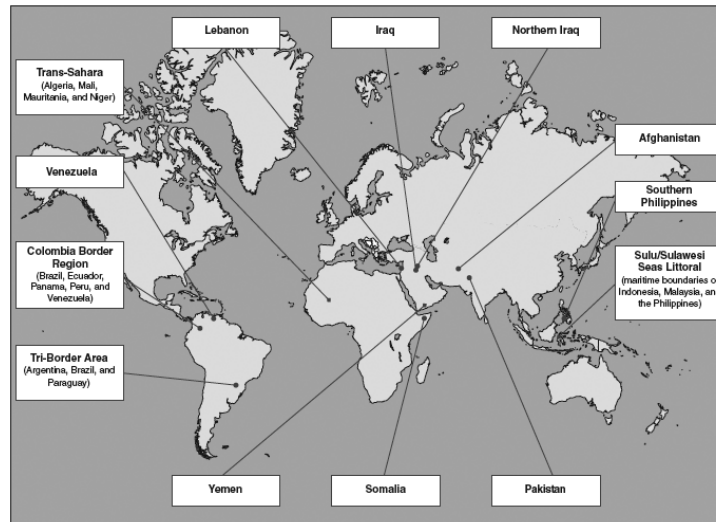 Lebanon
Iraq
Northern Iraq
Trans-Sahara
(Algeria, Mali,
Mauritania, and Niger)
Afghanistan
Venezuela
Southern
Philippines
Colombia Border
Region
(Brazil, Ecuador,
Panama, Peru, and
Venezuela)
Sulu/Sulawesi
Seas Littoral
(maritime boundaries o
Indonesia, Malaysia, an
the Philippines)
Tri-Border Area
(Argentina, Brazil, and
Paraguay)
Yemen
Somalia
Pakistan